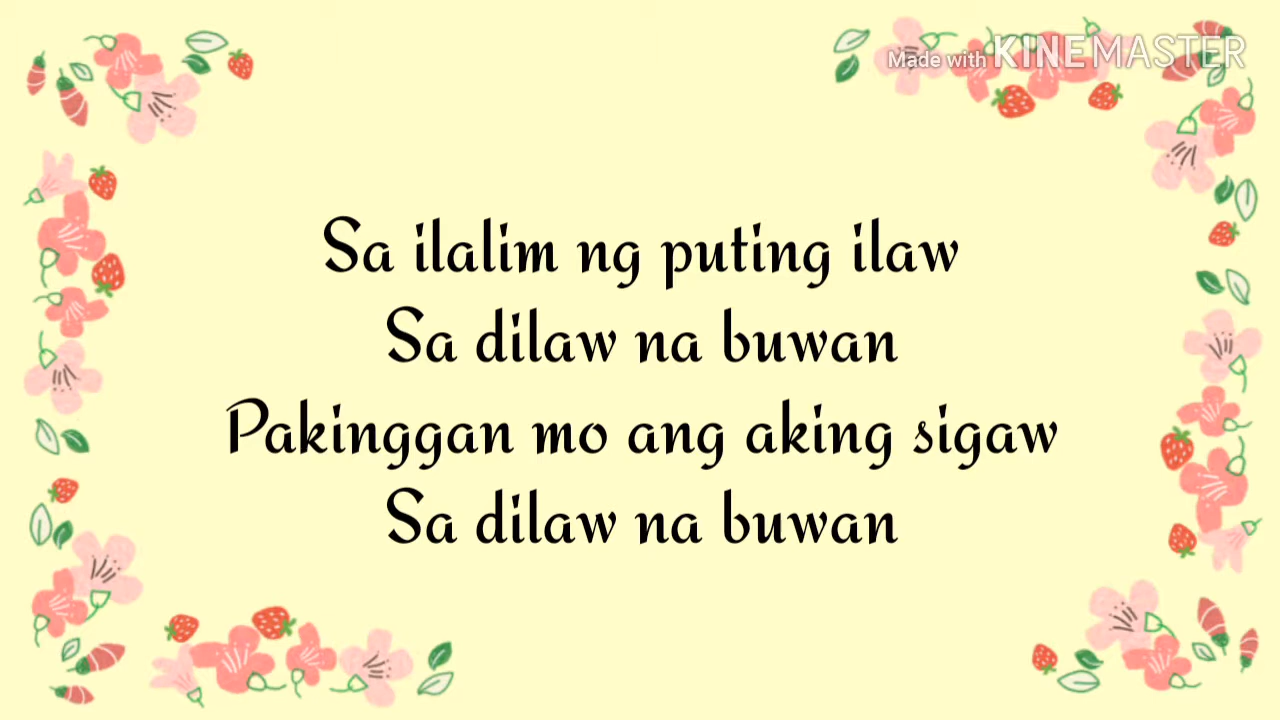 Made with KINEMASTER
Sa ilalim ng puting ilaw
Sa dilaw na buwan
Pakinggan mo ang aking sigaw
Sa dilaw na buwan